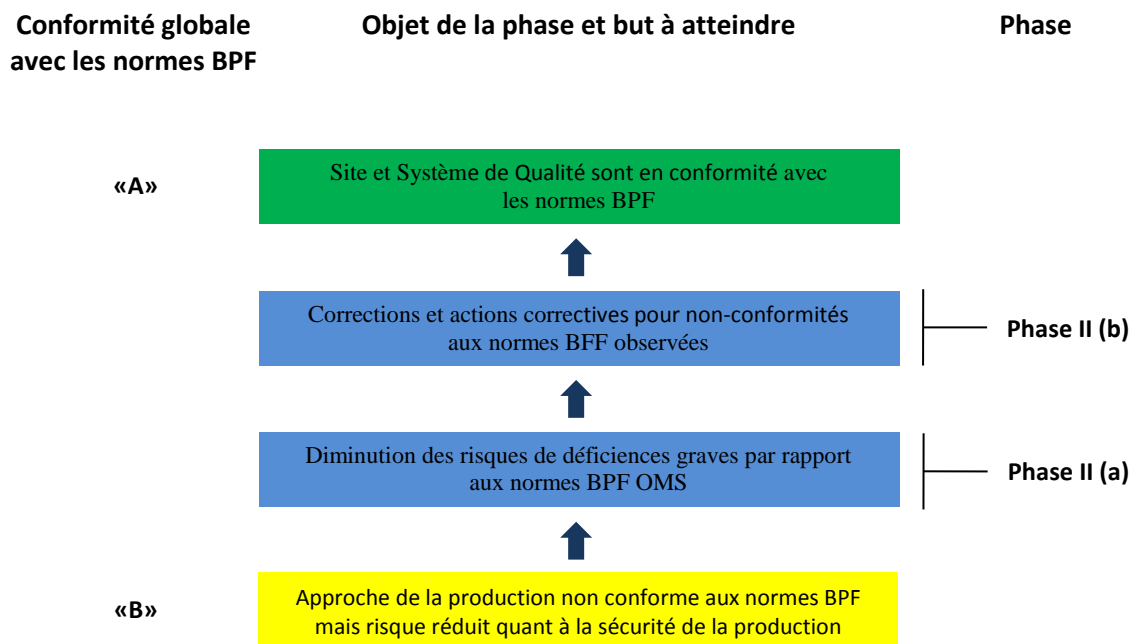 Conformité globale
avec les normes BPF
Objet de la phase et but à atteindre
Phase
«A»
Site et Système de Qualité sont en conformité avec
les normes BPF
Corrections et actions correctives pour non-conformités
aux normes BFF observées
Phase II (b)
Diminution des risques de déficiences graves par rapport
aux normes BPF OMS
Phase II (a)
«B»
Approche de la production non conforme aux normes BPF
mais risque réduit quant à la sécurité de la production